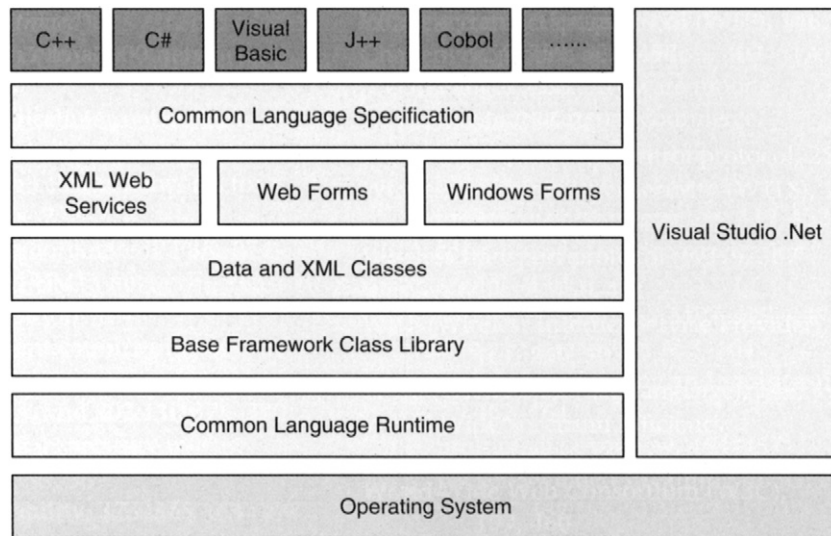 C++
C#
Visual
Basic
J++
Cobol
......
Common Language Specification
XML Web
Services
Web Forms
Windows Forms
Visual Studio .Net
Data and XML Classes
Base Framework Class Library
Common Language Runtime
Operating System